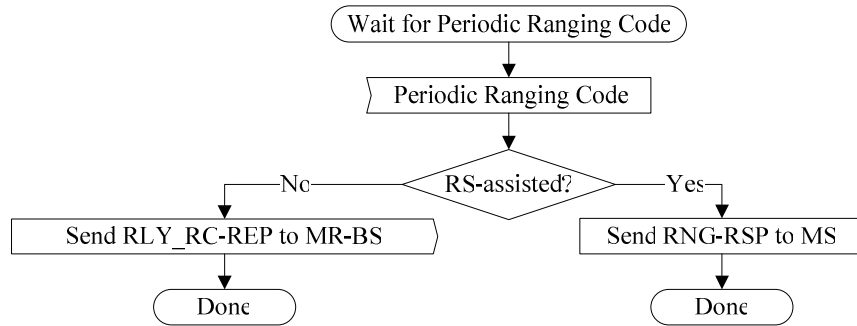 Wait for Periodic Ranging Code
Periodic Ranging Code
RS-assisted?
No
Yes
Send RLY_RC-REP to MR-BS
Send RNG-RSP to MS
Done
Done